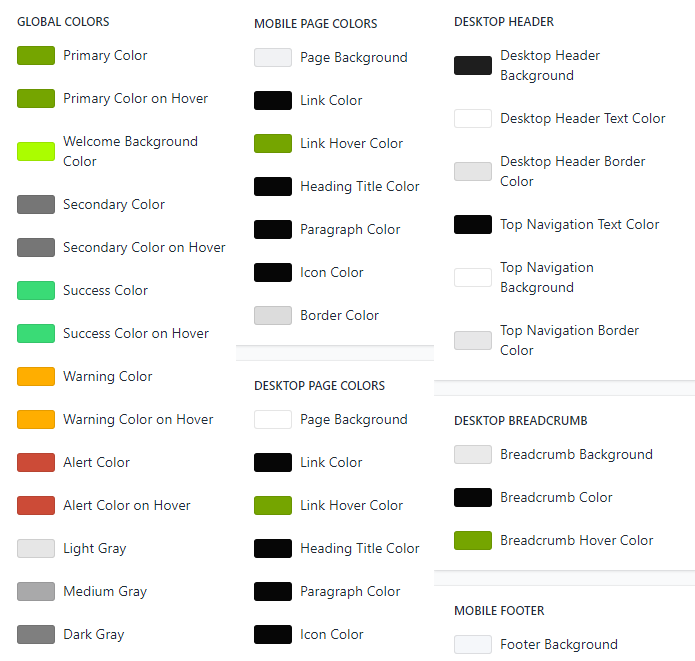 GLOBAL COLORS
Primary Color
Primary Color on Hover
Welcome Background
Color
Secondary Color
Secondary Color on Hover
Success Color
Success Color on Hover
Warning Color
Warning Color on Hover
Alert Color
Alert Color on Hover
Light Gray
Medium Gray
Dark Gray
MOBILE PAGE COLORS
Page Background
Link Color
Link Hover Color
Heading Title Color
Paragraph Color
Icon Color
Border Color
DESKTOP PAGE COLORS
Page Background
Link Color
Link Hover Color
Heading Title Color
Paragraph Color
Icon Color
DESKTOP HEADER
Desktop Header
Background
Desktop Header Text Color
Desktop Header Border
Color
Top Navigation Text Color
Top Navigation
Background
Top Navigation Border
Color
DESKTOP BREADCRUMB
Breadcrumb Background
Breadcrumb Color
Breadcrumb Hover Color
MOBILE FOOTER
Footer Background